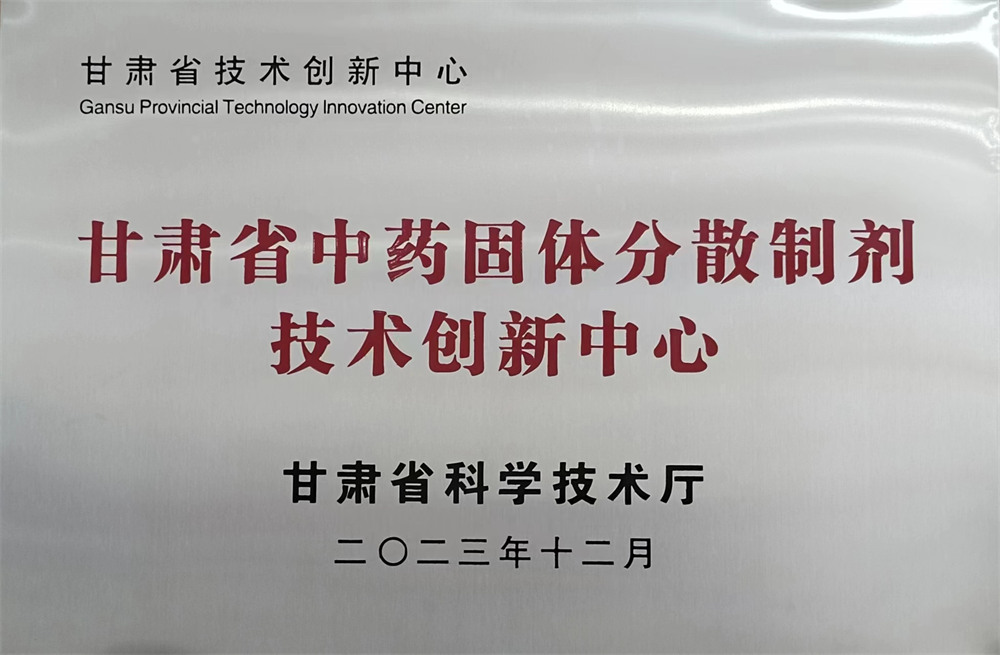 甘肃省技术创新中心
Gansu Provincial Technology Innovation Center
甘肃省中药固体分散制剂
技术创新中心
甘肃省科学技术厅
二〇二三年十二月